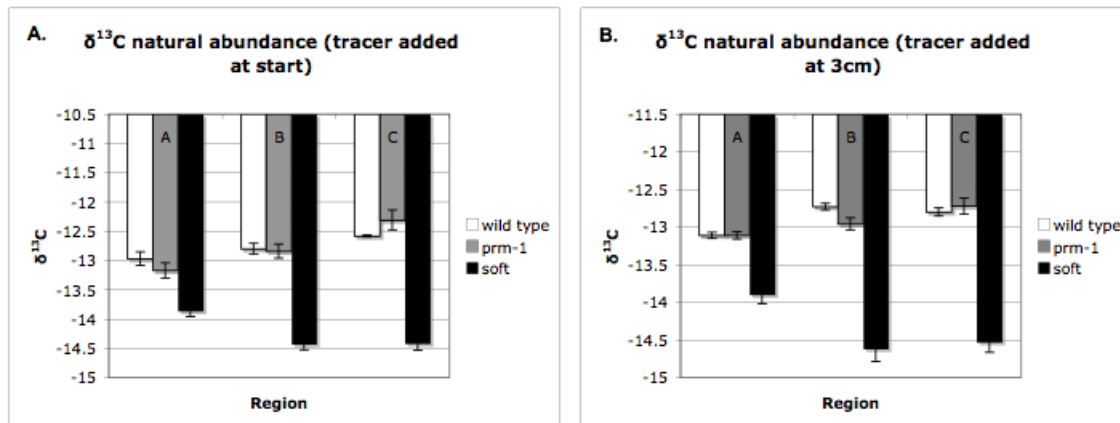 A.
δ¹³C natural abundance (tracer added
at start)
-10.5
-11
-11.5
-12
-12.5
-13
-13.5
-14
-14.5
-15
δ¹³C
A
B
C
Region
wild type
prm-1
soft
B.
δ¹³C natural abundance (tracer added
at 3cm)
-11.5
-12
-12.5
-13
-13.5
-14
-14.5
-15
δ¹³C
A
B
C
Region
wild type
prm-1
soft